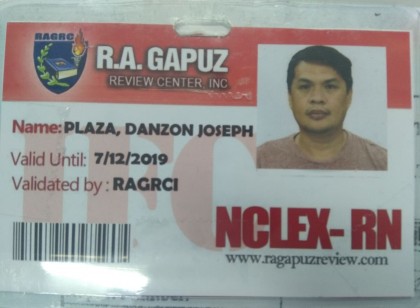 RAGRC
R.A. GAPUZ
REVIEW CENTER, INC
Name: PLAZA, DANZON JOSEPH
Valid Until: 7/12/2019
Validated by : RAGRCI
NCLEX- RN
www.ragapuzreview.com